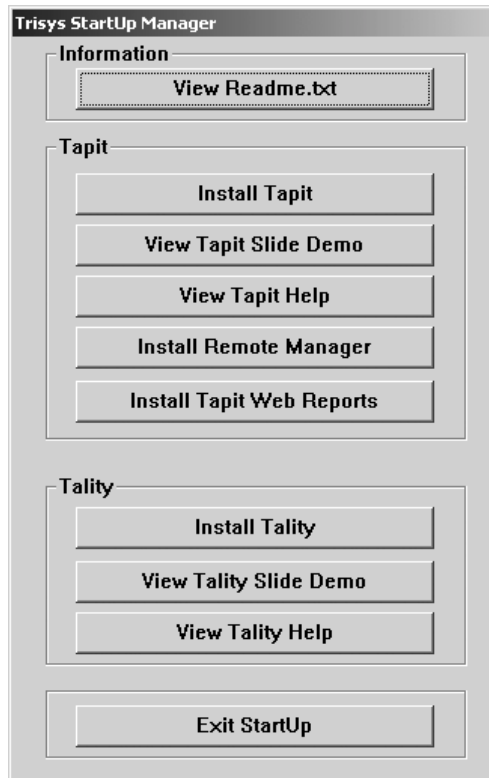 Trisys StartUp Manager
Information
View Readme.txt
Tapit
Install Tapit
View Tapit Slide Demo
View Tapit Help
Install Remote Manager
Install Tapit Web Reports
Tality
Install Tality
View Tality Slide Demo
View Tality Help
Exit StartUp